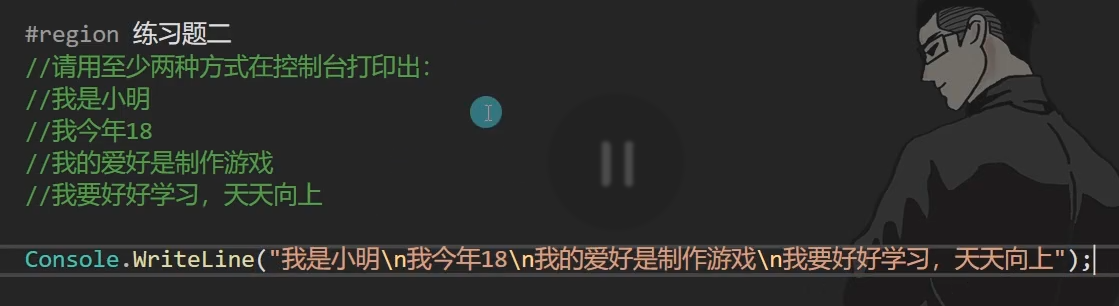 #region 练习题二
//请用至少两种方式在控制台打印出：
//我是小明
//我今年18
//我的爱好是制作游戏
//我要好好学习，天天向上
Console.WriteLine("我是小明\n我今年18\n我的爱好是制作游戏\n我要好好学习，天天向上");